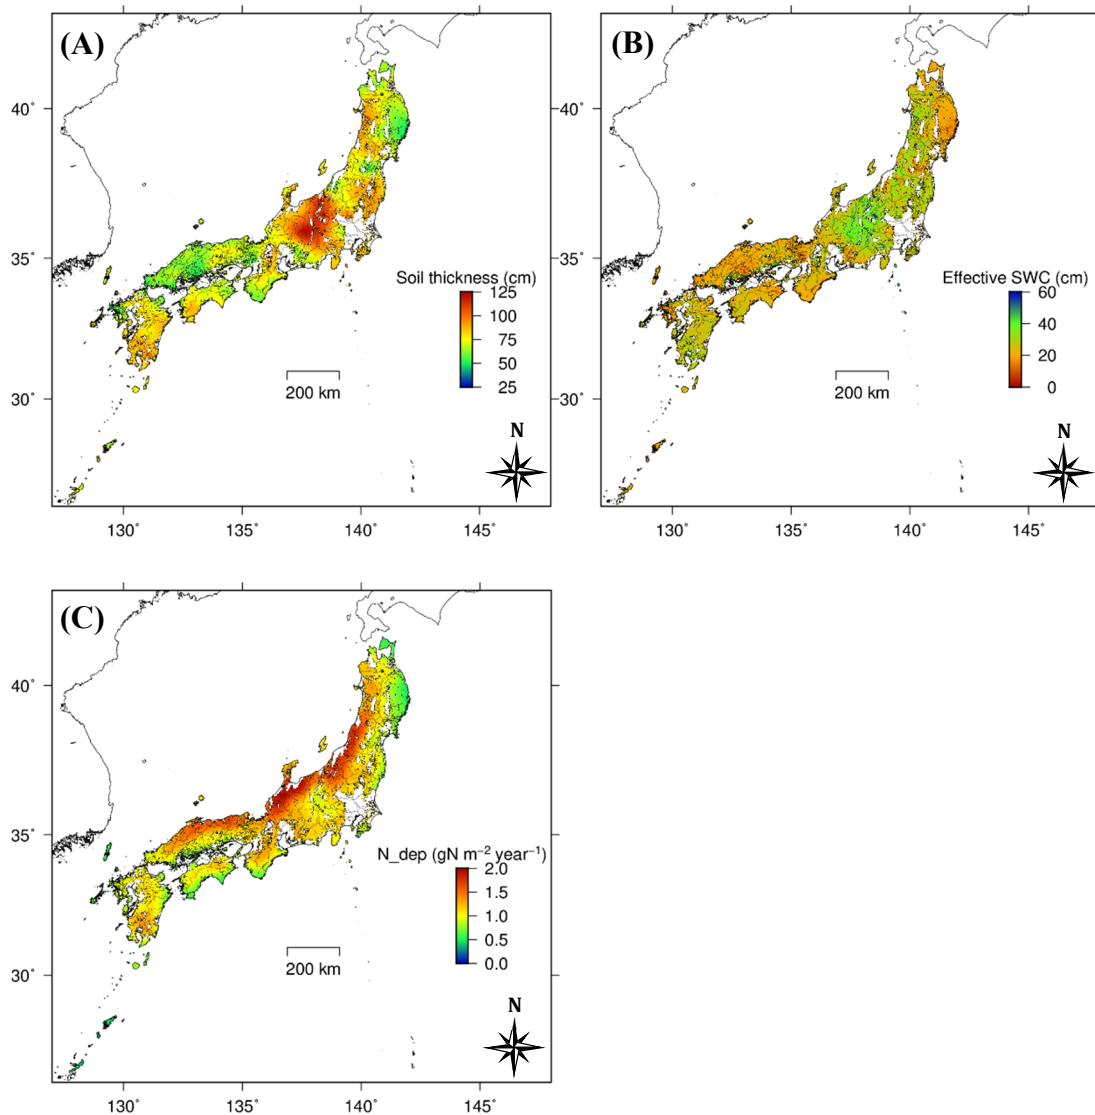 (A)
40˚
35˚
30˚
Soil thickness (cm)
125
100
75
50
25
200 km
N
130˚ 135˚ 140˚ 145˚
(B)
40˚
35˚
30˚
Effective SWC (cm)
60
40
20
0
200 km
N
130˚ 135˚ 140˚ 145˚
(C)
40˚
35˚
30˚
N_dep (gN m⁻² year⁻¹)
2.0
1.5
1.0
0.5
0.0
200 km
N
130˚ 135˚ 140˚ 145˚